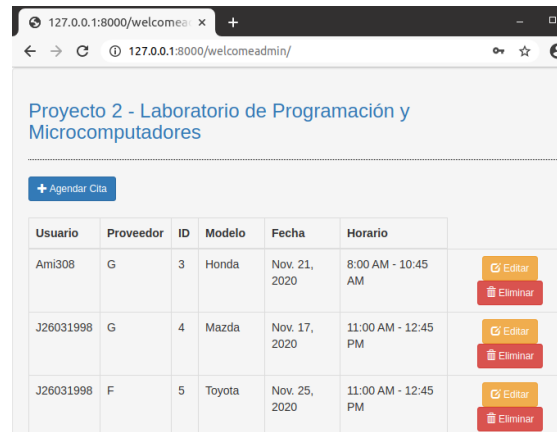 127.0.0.1:8000/welcomead
127.0.0.1:8000/welcomeadmin/
Proyecto 2 - Laboratorio de Programación y
Microcomputadores
Agendar Cita
Usuario Proveedor ID Modelo Fecha Horario
Ami308 G 3 Honda Nov. 21, 8:00 AM - 10:45 Editar
2020 AM Eliminar
J26031998 G 4 Mazda Nov. 17, 11:00 AM - 12:45 Editar
2020 PM Eliminar
J26031998 F 5 Toyota Nov. 25, 11:00 AM - 12:45 Editar
2020 PM Eliminar